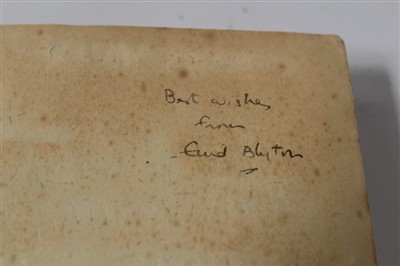 Best wishes
from
Enid Blyton